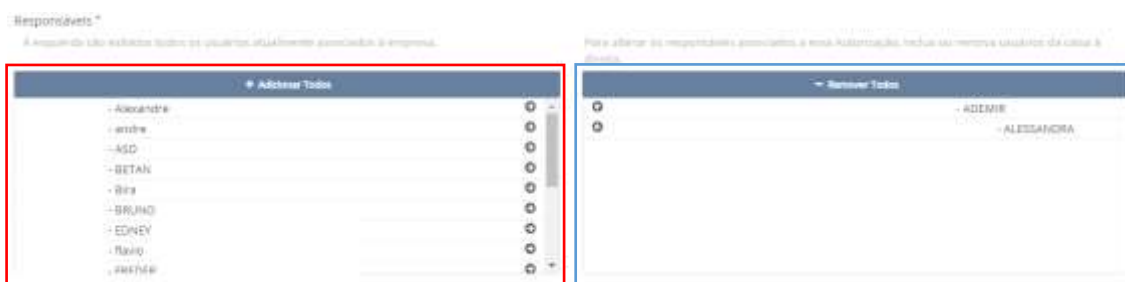 Responsáveis *
À esquerda são exibidos todos os usuários atualmente associados à empresa.
Para alterar os responsáveis associados a essa Autorização, inclua ou remova usuários da caixa à direita.
Adicionar Todos
- Alexandre
- andre
- ASD
- BETAN
- Bira
- BRUNO
- EDNEY
- flavio
Remover Todos
- ADEMIR
- ALESSANDRA